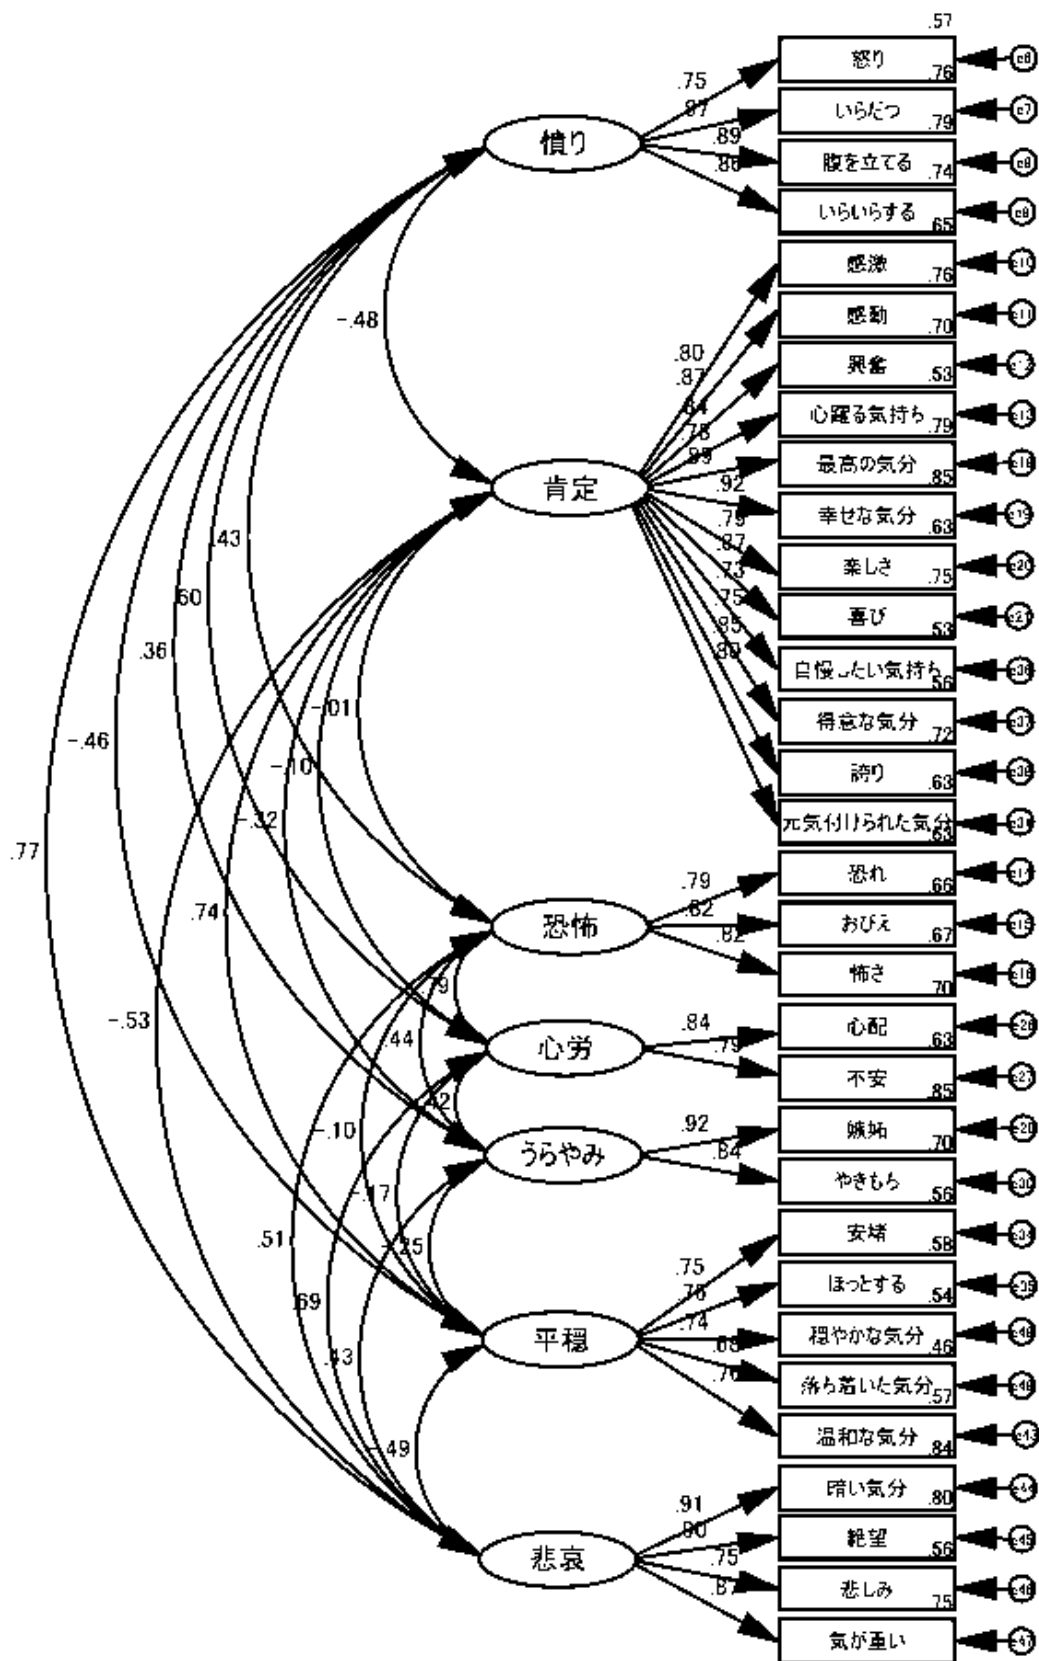 .57
怒り
.76
.75
いらだつ
.79
.87
憤り
.89
腹を立てる
.74
.86
いらいらする
.65
感激
.76
感動
.70
-.48
興奮
.53
.80
.87
心躍る気持ち
.79
.84
最高の気分
.85
肯定
.92
幸せな気分
.63
.79
.43
.87
楽しさ
.75
.73
.60
.75
喜び
.53
.36
.85
自慢したい気持ち
.56
.80
-.01
得意な気分
.72
-.46
-.10
誇り
.63
-.32
元気付けられた気分
.63
.77
恐れ
.66
.79
.74
.82
恐怖
おびえ
.67
.82
怖さ
.70
.79
-.53
.84
心配
.63
.44
心労
.79
不安
.85
.42
.92
嫉妬
.70
-.10
うらやみ
.84
やきもち
.56
-.17
.51
-.25
安堵
.58
.75
.76
ほっとする
.54
.69
.74
平穏
穏やかな気分
.46
.43
.68
.76
落ち着いた気分
.57
-.49
温和な気分
.84
暗い気分
.80
.91
.90
絶望
.56
悲哀
.75
悲しみ
.75
.87
気が重い